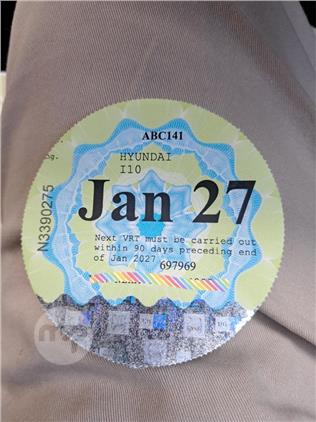 ABC141
HYUNDAI
I10
Jan 27
Next VRT must be carried out
within 90 days preceding end
of Jan 2027
697969
N3390275